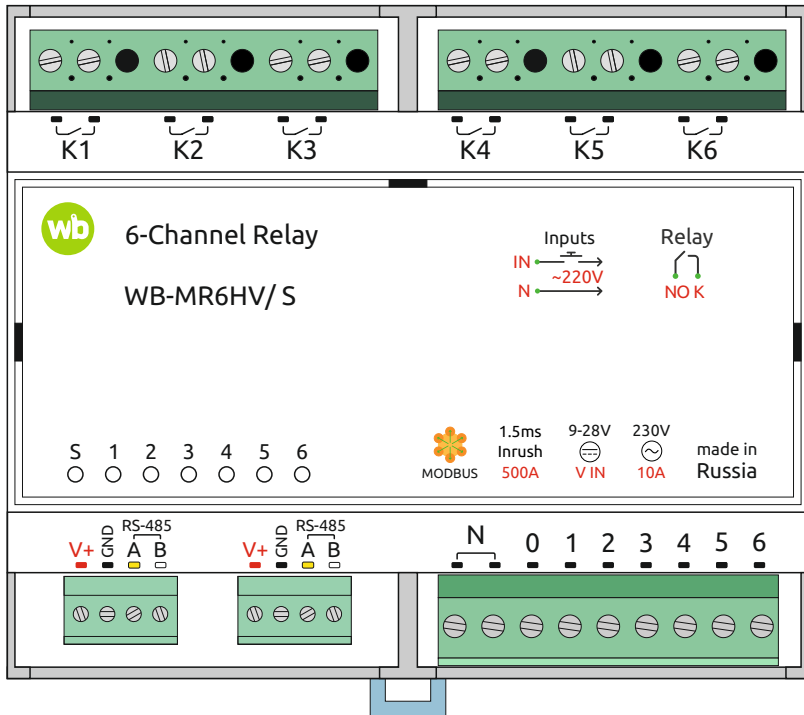 K1 K2 K3 K4 K5 K6
wb
6-Channel Relay
WB-MR6HV/ S
Inputs Relay
IN
~220V
N
NO K
S 1 2 3 4 5 6
MODBUS
1.5ms
Inrush
500A
9-28V
V IN
230V
10A
made in
Russia
RS-485
V+ GND A B
RS-485
V+ GND A B
N 0 1 2 3 4 5 6